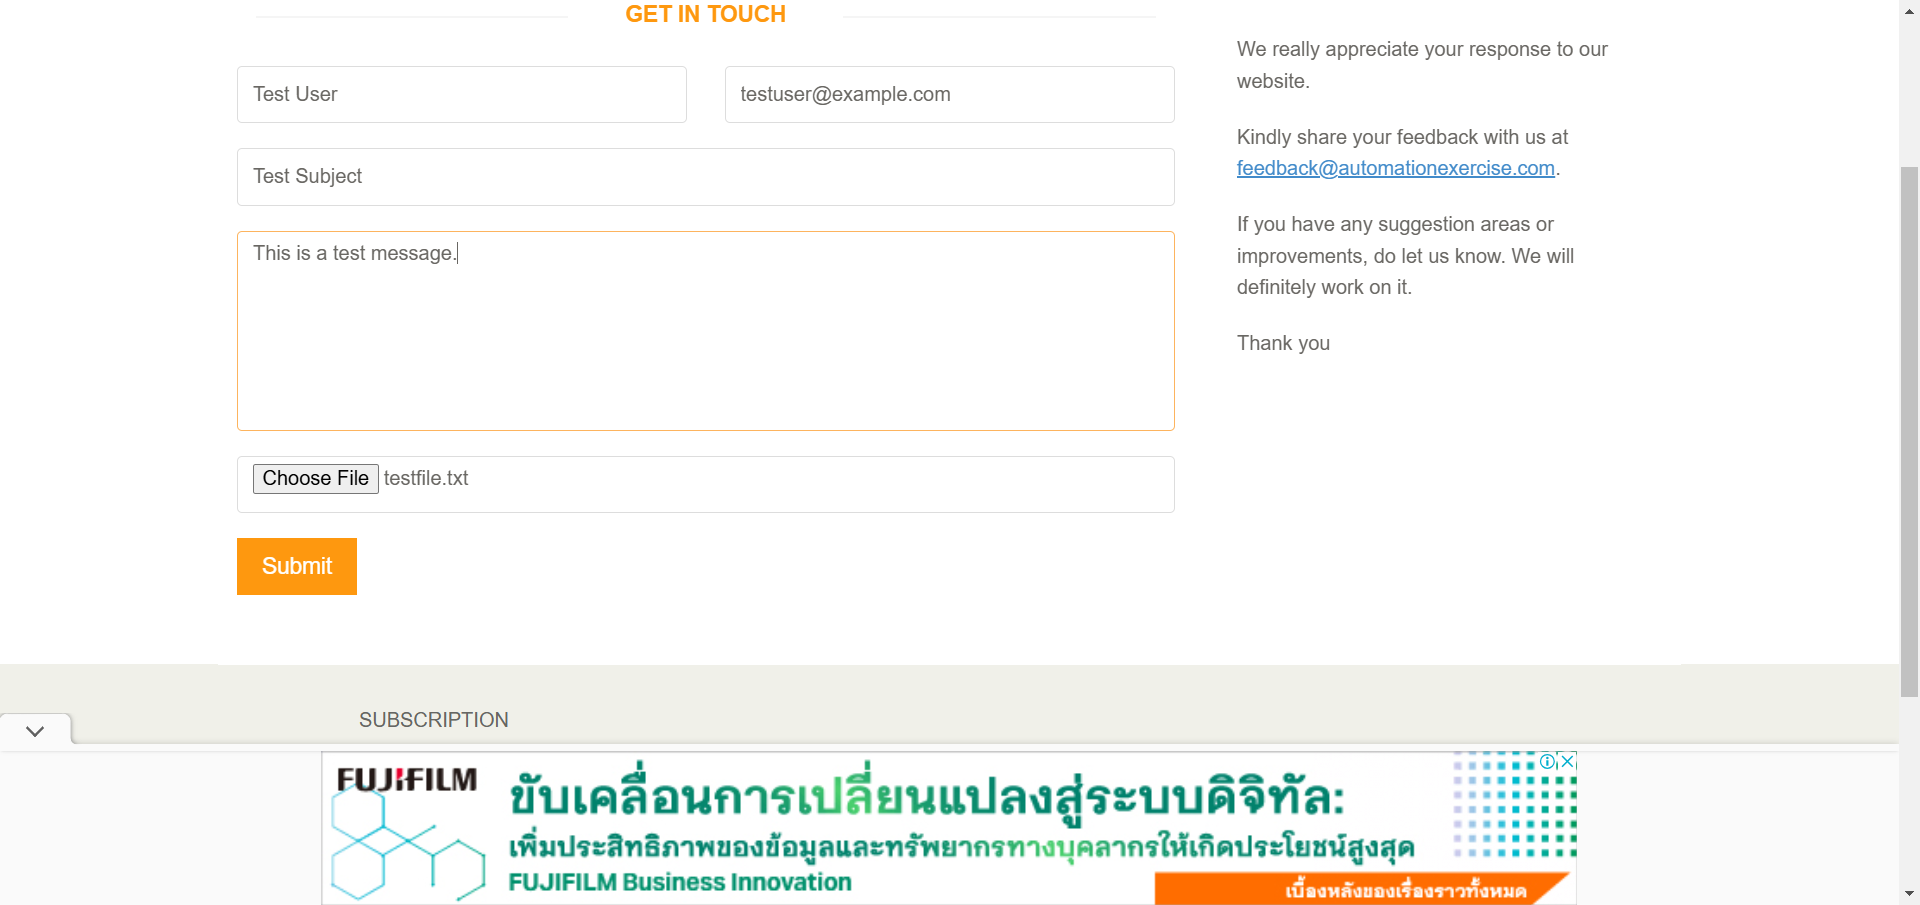 GET IN TOUCH
Test User
testuser@example.com
Test Subject
This is a test message.
Choose File testfile.txt
Submit
We really appreciate your response to our
website.
Kindly share your feedback with us at
feedback@automationexercise.com.
If you have any suggestion areas or
improvements, do let us know. We will
definitely work on it.
Thank you
SUBSCRIPTION
FUJIFILM
ขับเคลื่อนการเปลี่ยนแปลงสู่ระบบดิจิทัล:
เพิ่มประสิทธิภาพของข้อมูลและทรัพยากรทางบุคลากรให้เกิดประโยชน์สูงสุด
FUJIFILM Business Innovation
เบื้องหลังของเรื่องราวทั้งหมด